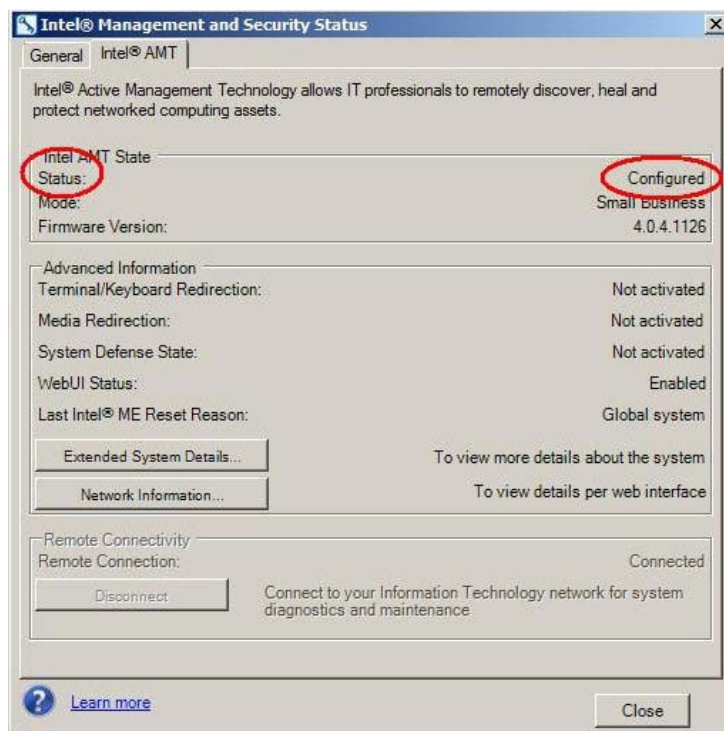 Intel® Management and Security Status
General Intel® AMT
Intel® Active Management Technology allows IT professionals to remotely discover, heal and
protect networked computing assets.
Intel AMT State
Status: Configured
Mode: Small Business
Firmware Version: 4.0.4.1126
Advanced Information
Terminal/Keyboard Redirection: Not activated
Media Redirection: Not activated
System Defense State: Not activated
WebUI Status: Enabled
Last Intel® ME Reset Reason: Global system
Extended System Details... To view more details about the system
Network Information... To view details per web interface
Remote Connectivity
Remote Connection: Connected
Disconnect Connect to your Information Technology network for system
diagnostics and maintenance
Learn more
Close